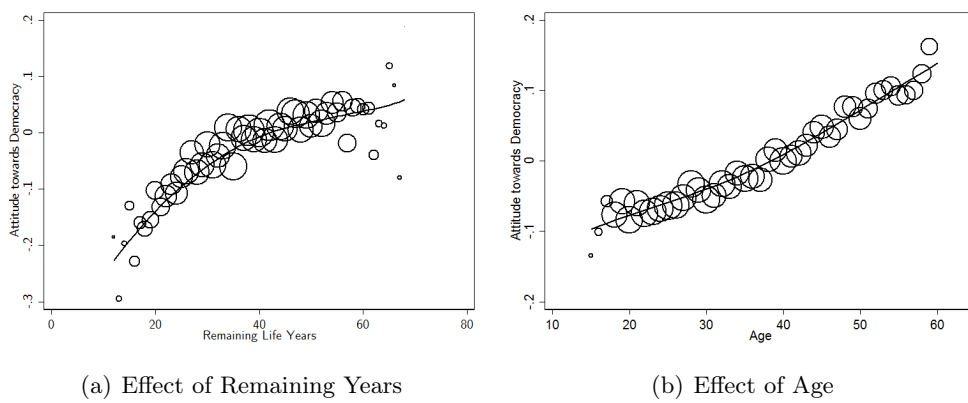 Attitude towards Democracy
.2
.1
0
-.1
-.2
-.3
0 20 40 60 80
Remaining Life Years
(a) Effect of Remaining Years
Attitude towards Democracy
.2
.1
0
-.1
-.2
10 20 30 40 50 60
Age
(b) Effect of Age